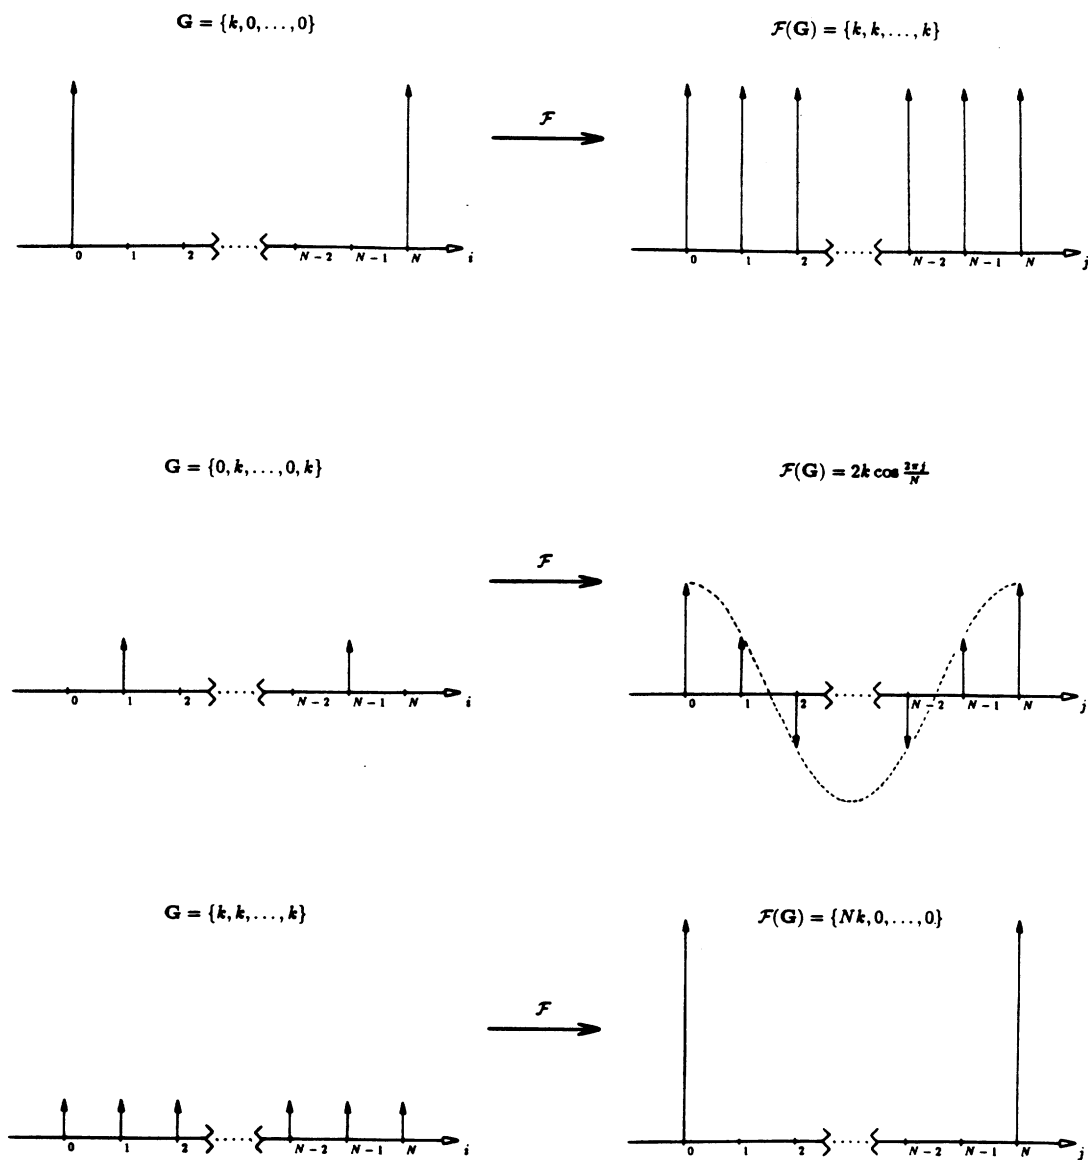 G = {k, 0, ..., 0}
F(G) = {k, k, ..., k}
F
0 1 2 ...... N − 2 N − 1 N i
0 1 2 ...... N − 2 N − 1 N j
G = {0, k, ..., 0, k}
F(G) = 2k cos 2πj/N
F
0 1 2 ...... N − 2 N − 1 N i
0 1 2 ...... N − 2 N − 1 N j
G = {k, k, ..., k}
F(G) = {Nk, 0, ..., 0}
F
0 1 2 ...... N − 2 N − 1 N i
0 1 2 ...... N − 2 N − 1 N j